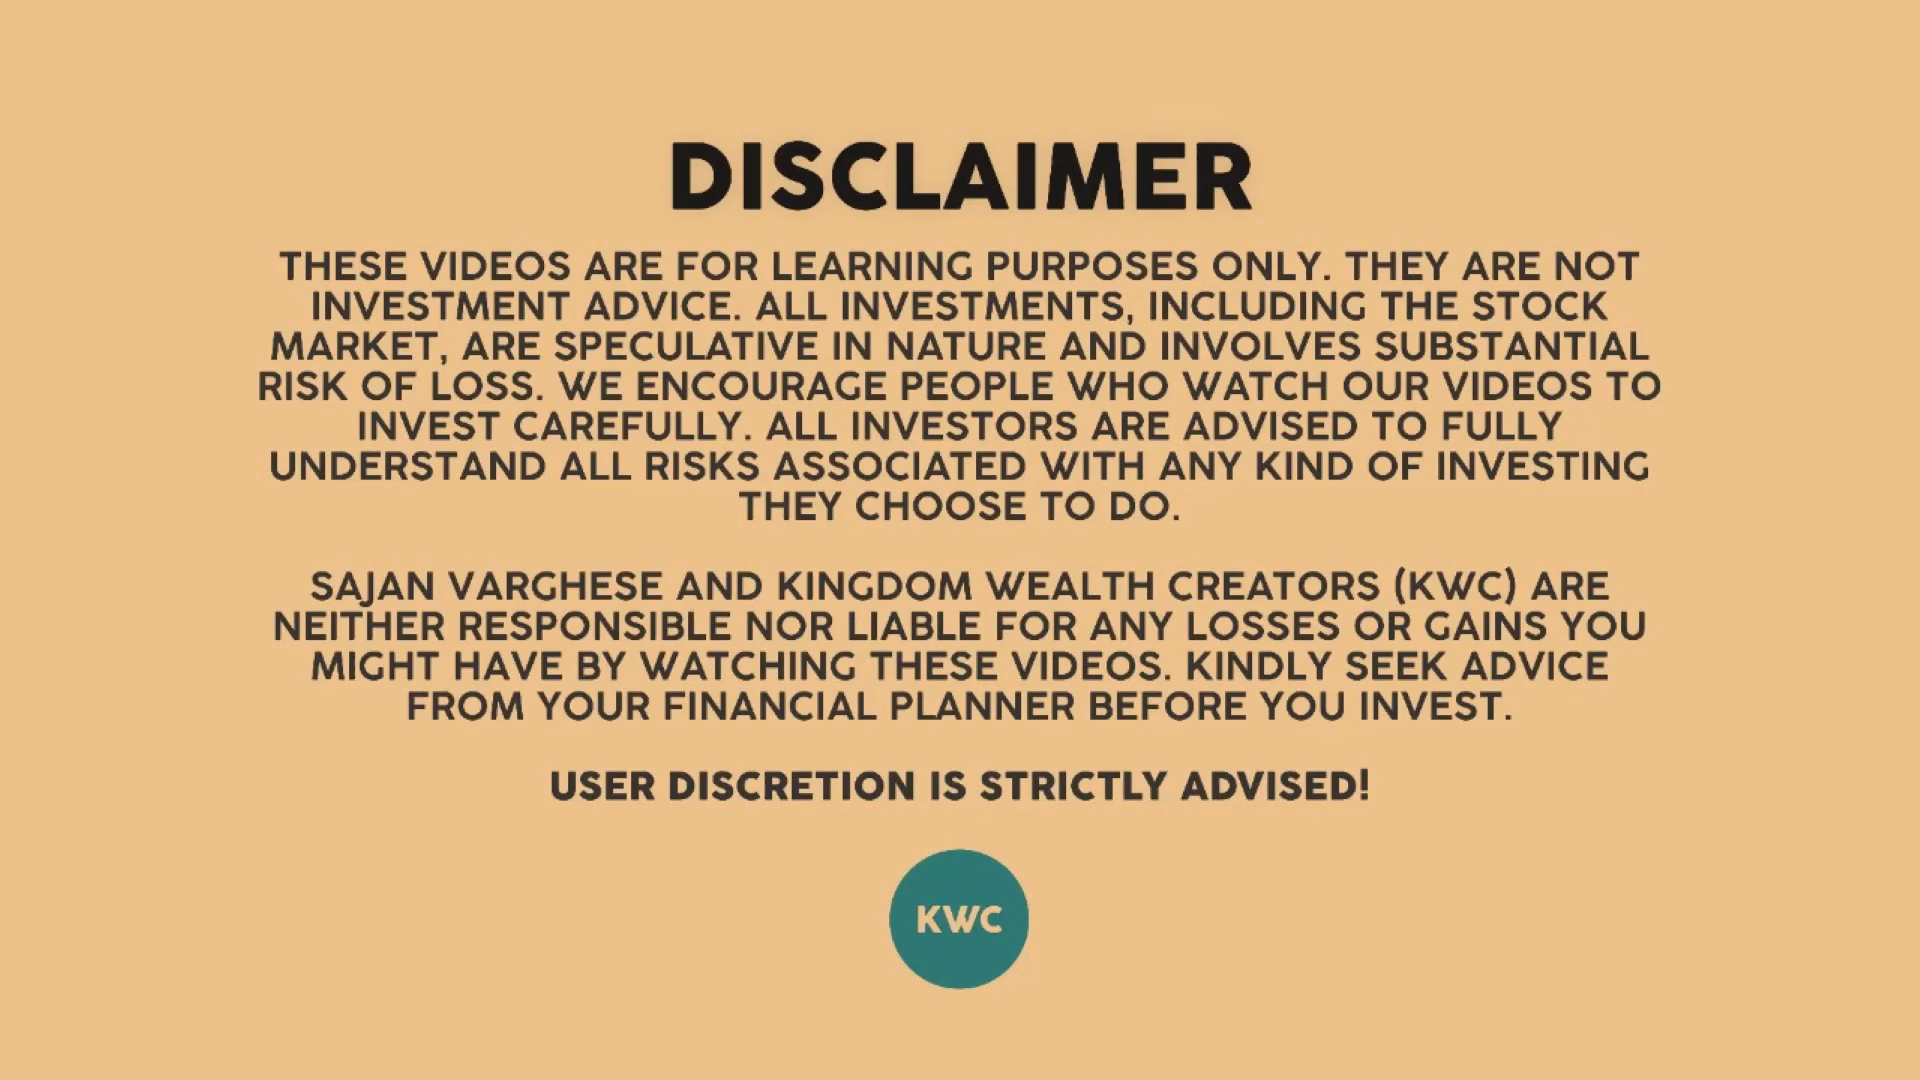 DISCLAIMER
THESE VIDEOS ARE FOR LEARNING PURPOSES ONLY. THEY ARE NOT
INVESTMENT ADVICE. ALL INVESTMENTS, INCLUDING THE STOCK
MARKET, ARE SPECULATIVE IN NATURE AND INVOLVES SUBSTANTIAL
RISK OF LOSS. WE ENCOURAGE PEOPLE WHO WATCH OUR VIDEOS TO
INVEST CAREFULLY. ALL INVESTORS ARE ADVISED TO FULLY
UNDERSTAND ALL RISKS ASSOCIATED WITH ANY KIND OF INVESTING
THEY CHOOSE TO DO.
SAJAN VARGHESE AND KINGDOM WEALTH CREATORS (KWC) ARE
NEITHER RESPONSIBLE NOR LIABLE FOR ANY LOSSES OR GAINS YOU
MIGHT HAVE BY WATCHING THESE VIDEOS. KINDLY SEEK ADVICE
FROM YOUR FINANCIAL PLANNER BEFORE YOU INVEST.
USER DISCRETION IS STRICTLY ADVISED!
KWC